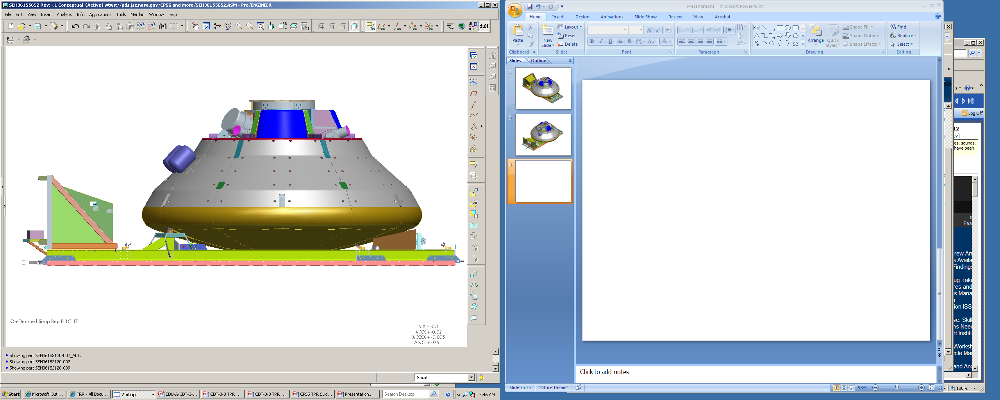 SEH36155652 Rev: -.1 Conceptual  (Active) wtws://pds.jsc.nasa.gov/CPSS and more/SEH36155652.ASM - Pro/ENGINEER
File Edit View Insert Analysis Info Applications Tools Manikin Window Help
On-Demand Simp Rep:FLIGHT
X.X+-0.1
X.XX+-0.02
X.XXX+-0.005
ANG.+-0.5
Showing part SEH36152120-002_ALT.
Showing part SEH36152120-007.
Showing part SEH36152120-009.
Smart
Presentation1 - Microsoft PowerPoint
Home Insert Design Animations Slide Show Review View Acrobat
Paste
Clipboard
New Slide
Layout
Reset
Delete
Slides
Font
Paragraph
Arrange
Quick Styles
Shape Fill
Shape Outline
Shape Effects
Drawing
Find
Replace
Select
Editing
Slides Outline
1
2
3
Click to add notes
Slide 3 of 3 "Office Theme" 93%
Log Off
12
ov]
es, sounds,
have been
JS
Fea
rew Arr
e Availa
Findings
ug Take
res and
s Mana
n
ion ISS
se: Skill
ns Need
nt Institu
Worksh
ycle Mar
and Ana
100%
Start Microsoft Outl... TRR - All Docu... 7 xtop EDU-A-CDT-3-... CDT-3-3 TRR ... CDT-3-3 TRR ... CPSS TRR SLid... Presentation1 Search Desktop 7:46 AM